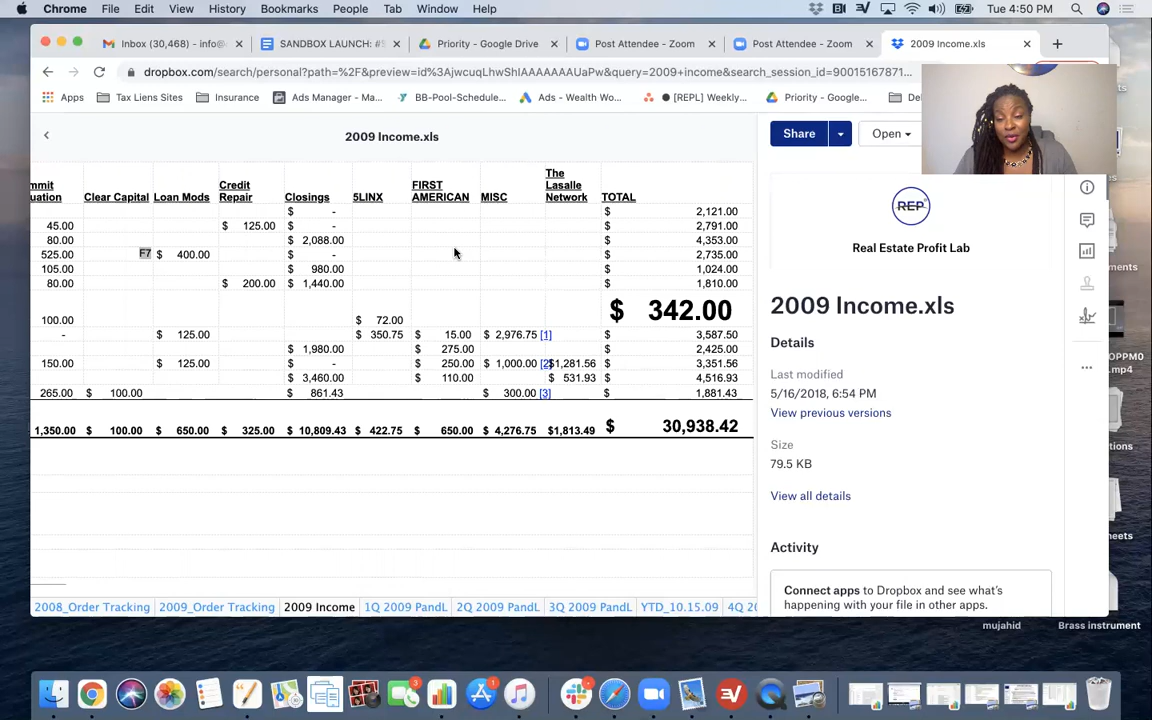 Chrome File Edit View History Bookmarks People Tab Window Help Tue 4:50 PM
Inbox (30,468) - info@ SANDBOX LAUNCH: #S Priority - Google Drive Post Attendee - Zoom Post Attendee - Zoom 2009 Income.xls
dropbox.com/search/personal?path=%2F&preview=id%3AjwcuqLhwShIAAAAAAAUaPw&query=2009+income&search_session_id=90015167871...
Apps Tax Liens Sites Insurance Ads Manager - Ma... BB-Pool-Schedule... Ads - Wealth Wo... [REPL] Weekly... Priority - Google...
2009 Income.xls
Share Open
mmit
uation Clear Capital Loan Mods Credit Repair Closings 5LINX FIRST AMERICAN MISC The Lasalle Network TOTAL
$ - $ 2,121.00
45.00 $ 125.00 $ - $ 2,791.00
80.00 $ 2,088.00 $ 4,353.00
525.00 F7 $ 400.00 $ - $ 2,735.00
105.00 $ 980.00 $ 1,024.00
80.00 $ 200.00 $ 1,440.00 $ 1,810.00
100.00 $ 72.00 $ 342.00
- $ 125.00 $ 350.75 $ 15.00 $ 2,976.75 [1] $ 3,587.50
$ 1,980.00 $ 275.00 $ 2,425.00
150.00 $ 125.00 $ - $ 250.00 $ 1,000.00 [2] $1,281.56 $ 3,351.56
$ 3,460.00 $ 110.00 $ 531.93 $ 4,516.93
265.00 $ 100.00 $ 861.43 $ 300.00 [3] $ 1,881.43
1,350.00 $ 100.00 $ 650.00 $ 325.00 $ 10,809.43 $ 422.75 $ 650.00 $ 4,276.75 $1,813.49 $ 30,938.42
2008_Order Tracking 2009_Order Tracking 2009 Income 1Q 2009 PandL 2Q 2009 PandL 3Q 2009 PandL YTD_10.15.09 4Q 2
REP
Real Estate Profit Lab
2009 Income.xls
Details
Last modified
5/16/2018, 6:54 PM
View previous versions
Size
79.5 KB
View all details
Activity
Connect apps to Dropbox and see what's
happening with your file in other apps.
ments
OPPM0
.mp4
tions
heets
mujahid Brass instrument
3 1